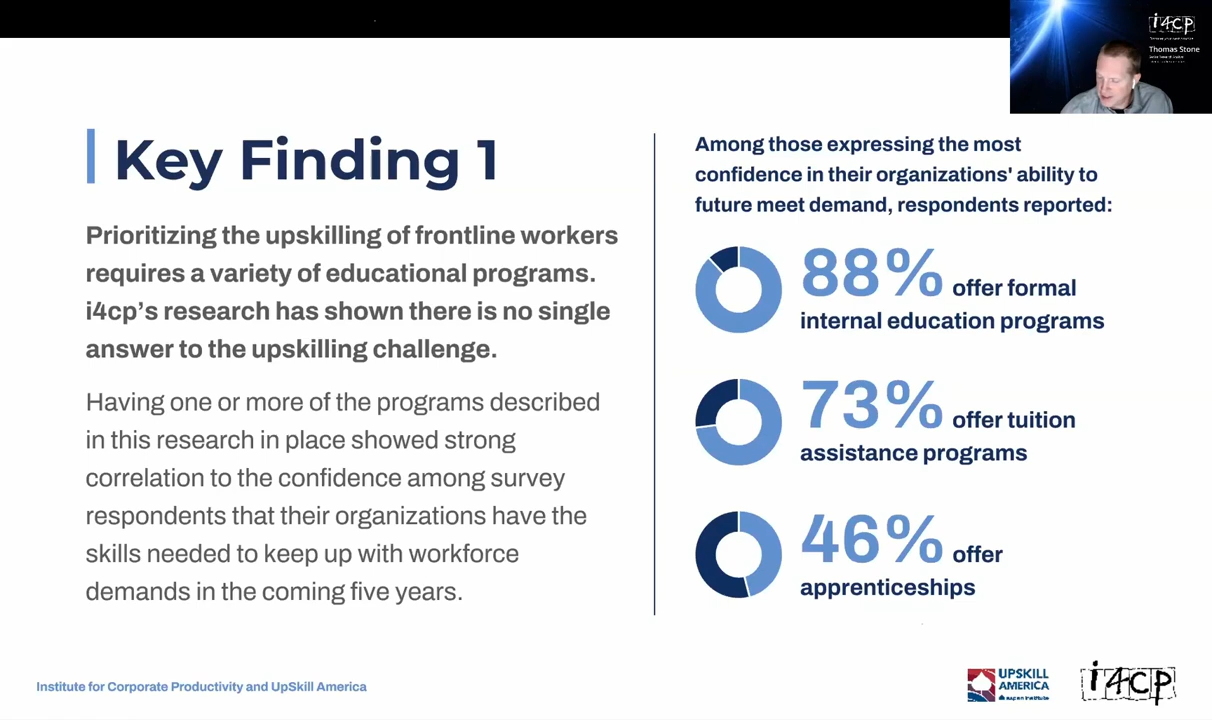 i4cp
Thomas Stone
Key Finding 1
Prioritizing the upskilling of frontline workers
requires a variety of educational programs.
i4cp’s research has shown there is no single
answer to the upskilling challenge.
Having one or more of the programs described
in this research in place showed strong
correlation to the confidence among survey
respondents that their organizations have the
skills needed to keep up with workforce
demands in the coming five years.
Among those expressing the most
confidence in their organizations' ability to
future meet demand, respondents reported:
88% offer formal
internal education programs
73% offer tuition
assistance programs
46% offer
apprenticeships
Institute for Corporate Productivity and UpSkill America
UPSKILL
AMERICA
aspen institute
i4cp